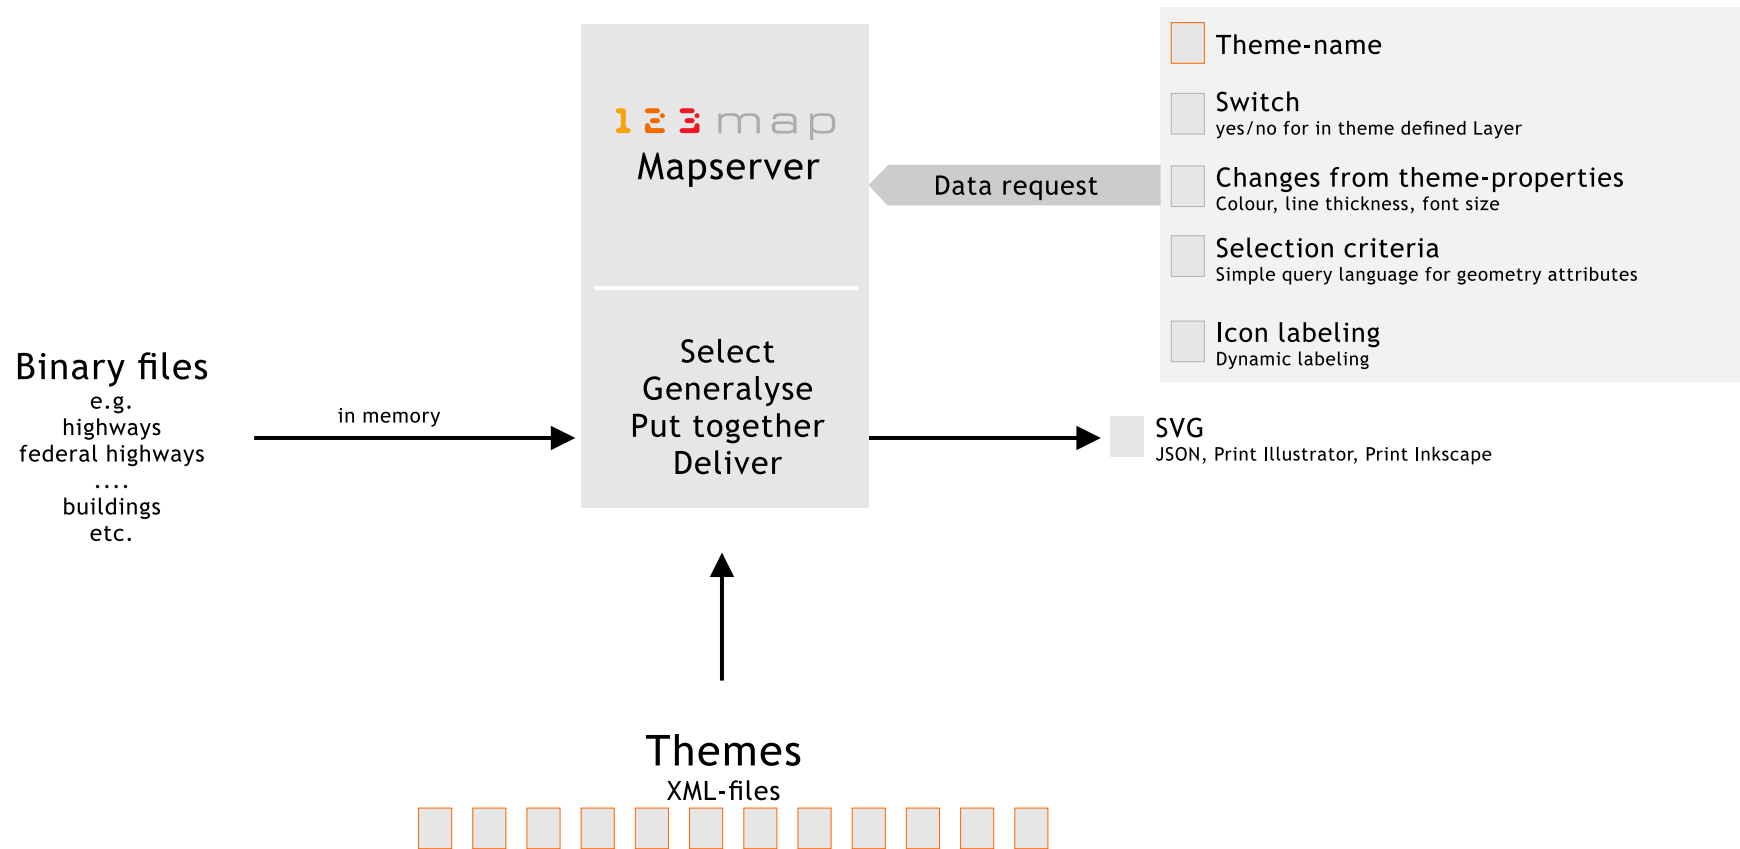 123map
Mapserver
Select
Generalyse
Put together
Deliver
Data request
Theme-name
Switch
yes/no for in theme defined Layer
Changes from theme-properties
Colour, line thickness, font size
Selection criteria
Simple query language for geometry attributes
Icon labeling
Dynamic labeling
Binary files
e.g.
highways
federal highways
....
buildings
etc.
in memory
SVG
JSON, Print Illustrator, Print Inkscape
Themes
XML-files